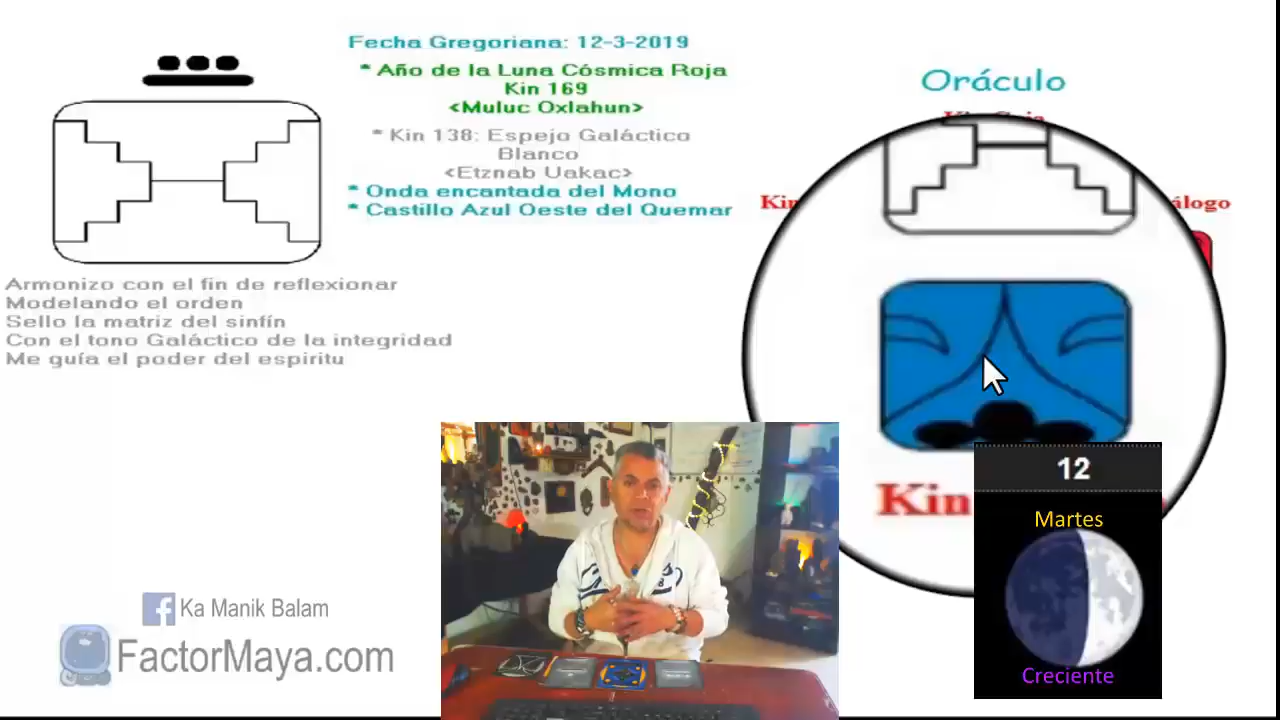 Fecha Gregoriana: 12-3-2019
* Año de la Luna Cósmica Roja
Kin 169
<Muluc Oxlahun>
* Kin 138: Espejo Galáctico
Blanco
<Etznab Uakac>
* Onda encantada del Mono
* Castillo Azul Oeste del Quemar
Armonizo con el fin de reflexionar
Modelando el orden
Sello la matriz del sinfín
Con el tono Galáctico de la integridad
Me guía el poder del espiritu
Oráculo
Kin
álogo
Kin
12
Martes
Creciente
Ka Manik Balam
FactorMaya.com